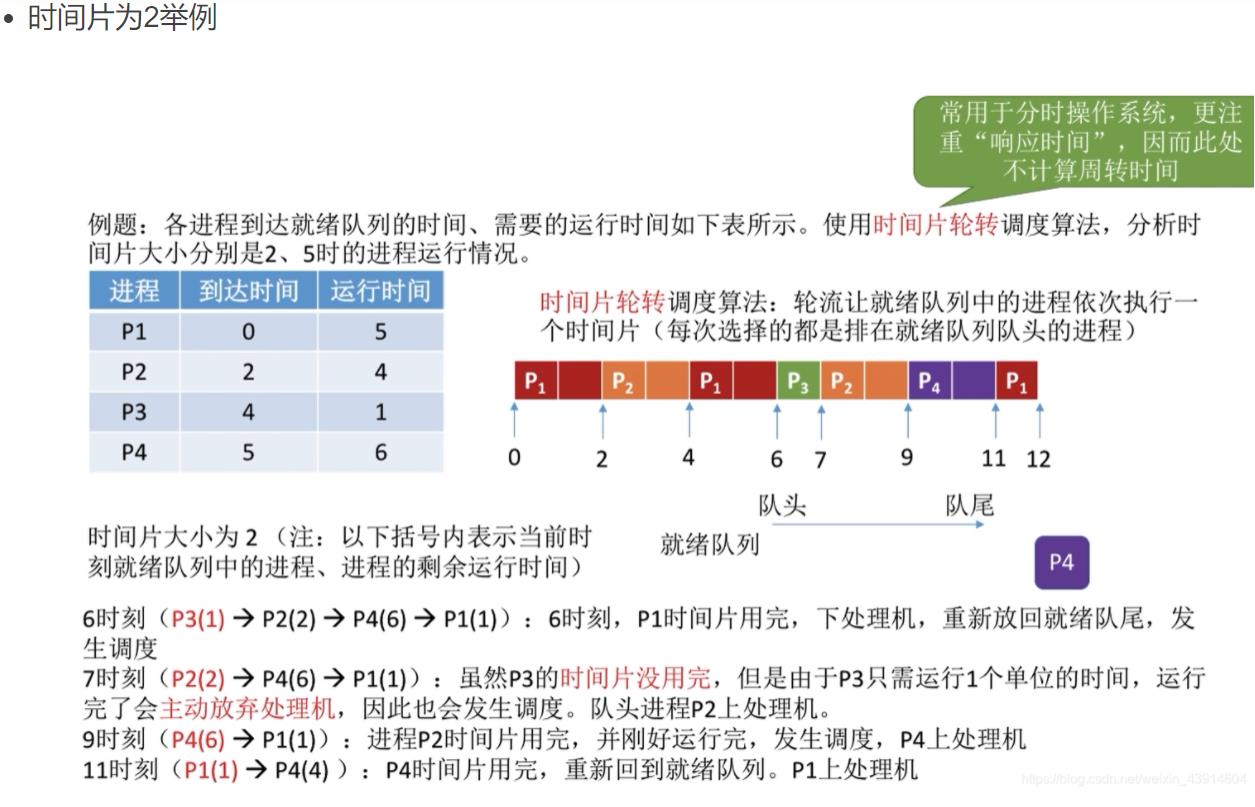 • 时间片为2举例
常用于分时操作系统，更注
重“响应时间”，因而此处
不计算周转时间
例题：各进程到达就绪队列的时间、需要的运行时间如下表所示。使用时间片轮转调度算法，分析时
间片大小分别是2、5时的进程运行情况。
进程 到达时间 运行时间
P1 0 5
P2 2 4
P3 4 1
P4 5 6
时间片轮转调度算法：轮流让就绪队列中的进程依次执行一
个时间片（每次选择的都是排在就绪队列队头的进程）
P1 P2 P1 P3 P2 P4 P1
0 2 4 6 7 9 11 12
队头 队尾
就绪队列
P4
时间片大小为 2 （注：以下括号内表示当前时
刻就绪队列中的进程、进程的剩余运行时间）
6时刻（P3(1) → P2(2) → P4(6) → P1(1)）：6时刻，P1时间片用完，下处理机，重新放回就绪队尾，发
生调度
7时刻（P2(2) → P4(6) → P1(1)）：虽然P3的时间片没用完，但是由于P3只需运行1个单位的时间，运行
完了会主动放弃处理机，因此也会发生调度。队头进程P2上处理机。
9时刻（P4(6) → P1(1)）：进程P2时间片用完，并刚好运行完，发生调度，P4上处理机
11时刻（P1(1) → P4(4) ）：P4时间片用完，重新回到就绪队列。P1上处理机
https://blog.csdn.net/weixin_43914604